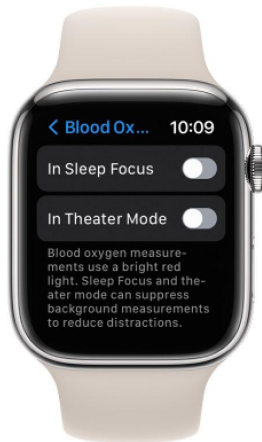 < Blood Ox... 10:09
In Sleep Focus
In Theater Mode
Blood oxygen measure-
ments use a bright red
light. Sleep Focus and the-
ater mode can suppress
background measurements
to reduce distractions.